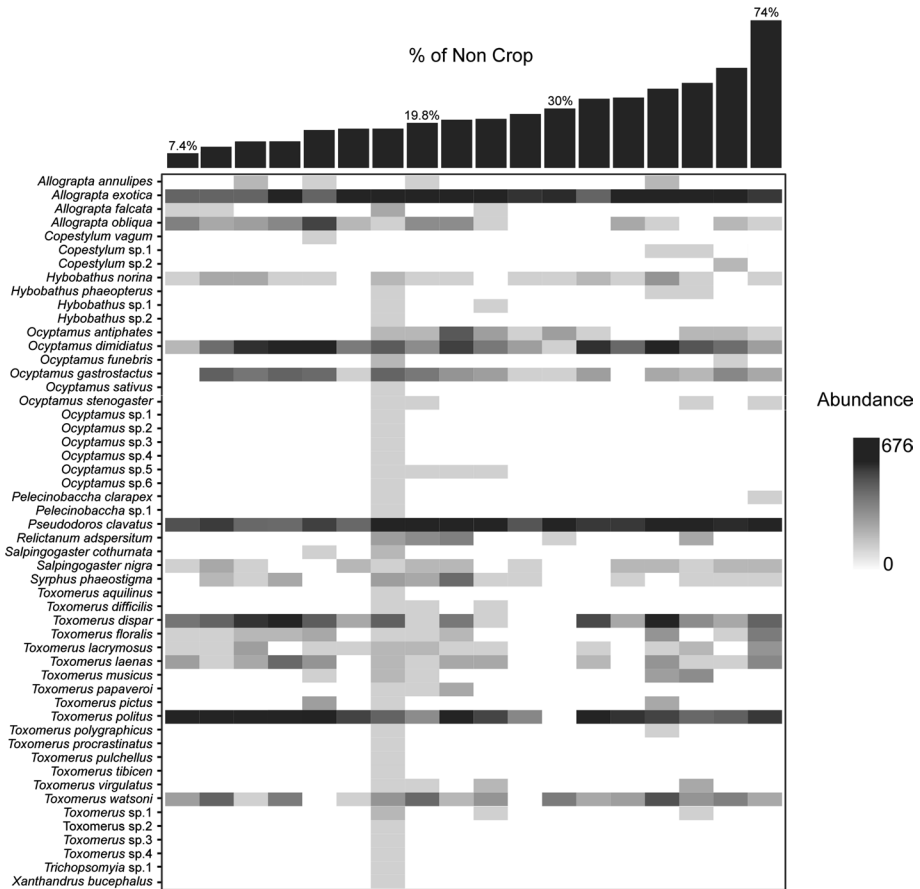 74%
% of Non Crop
30%
19.8%
7.4%
Allograpta annulipes
Allograpta exotica
Allograpta falcata
Allograpta obliqua
Copestylum vagum
Copestylum sp.1
Copestylum sp.2
Hybobathus norina
Hybobathus phaeopterus
Hybobathus sp.1
Hybobathus sp.2
Ocyptamus antiphates
Ocyptamus dimidiatus
Ocyptamus funebris
Ocyptamus gastrostactus
Ocyptamus sativus
Ocyptamus stenogaster
Ocyptamus sp.1
Ocyptamus sp.2
Ocyptamus sp.3
Ocyptamus sp.4
Ocyptamus sp.5
Ocyptamus sp.6
Pelecinobaccha clarapex
Pelecinobaccha sp.1
Pseudodoros clavatus
Relictanum adspersitum
Salpingogaster cothurnata
Salpingogaster nigra
Syrphus phaeostigma
Toxomerus aquilinus
Toxomerus difficilis
Toxomerus dispar
Toxomerus floralis
Toxomerus lacrymosus
Toxomerus laenas
Toxomerus musicus
Toxomerus papaveroi
Toxomerus pictus
Toxomerus politus
Toxomerus polygraphicus
Toxomerus procrastinatus
Toxomerus pulchellus
Toxomerus tibicen
Toxomerus virgulatus
Toxomerus watsoni
Toxomerus sp.1
Toxomerus sp.2
Toxomerus sp.3
Toxomerus sp.4
Trichopsomyia sp.1
Xanthandrus bucephalus
Abundance
676
0